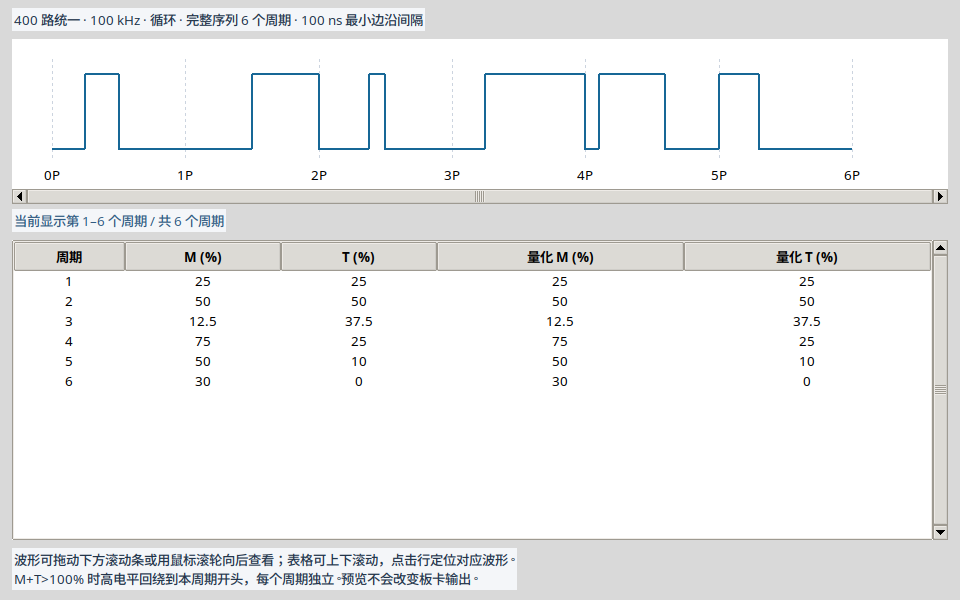 400 路统一 · 100 kHz · 循环 · 完整序列 6 个周期 · 100 ns 最小边沿间隔
0P 1P 2P 3P 4P 5P 6P
当前显示第 1–6 个周期 / 共 6 个周期
周期 M (%) T (%) 量化 M (%) 量化 T (%)
1 25 25 25 25
2 50 50 50 50
3 12.5 37.5 12.5 37.5
4 75 25 75 25
5 50 10 50 10
6 30 0 30 0
波形可拖动下方滚动条或用鼠标滚轮向后查看；表格可上下滚动，点击行定位对应波形。
M+T>100% 时高电平回绕到本周期开头，每个周期独立。预览不会改变板卡输出。